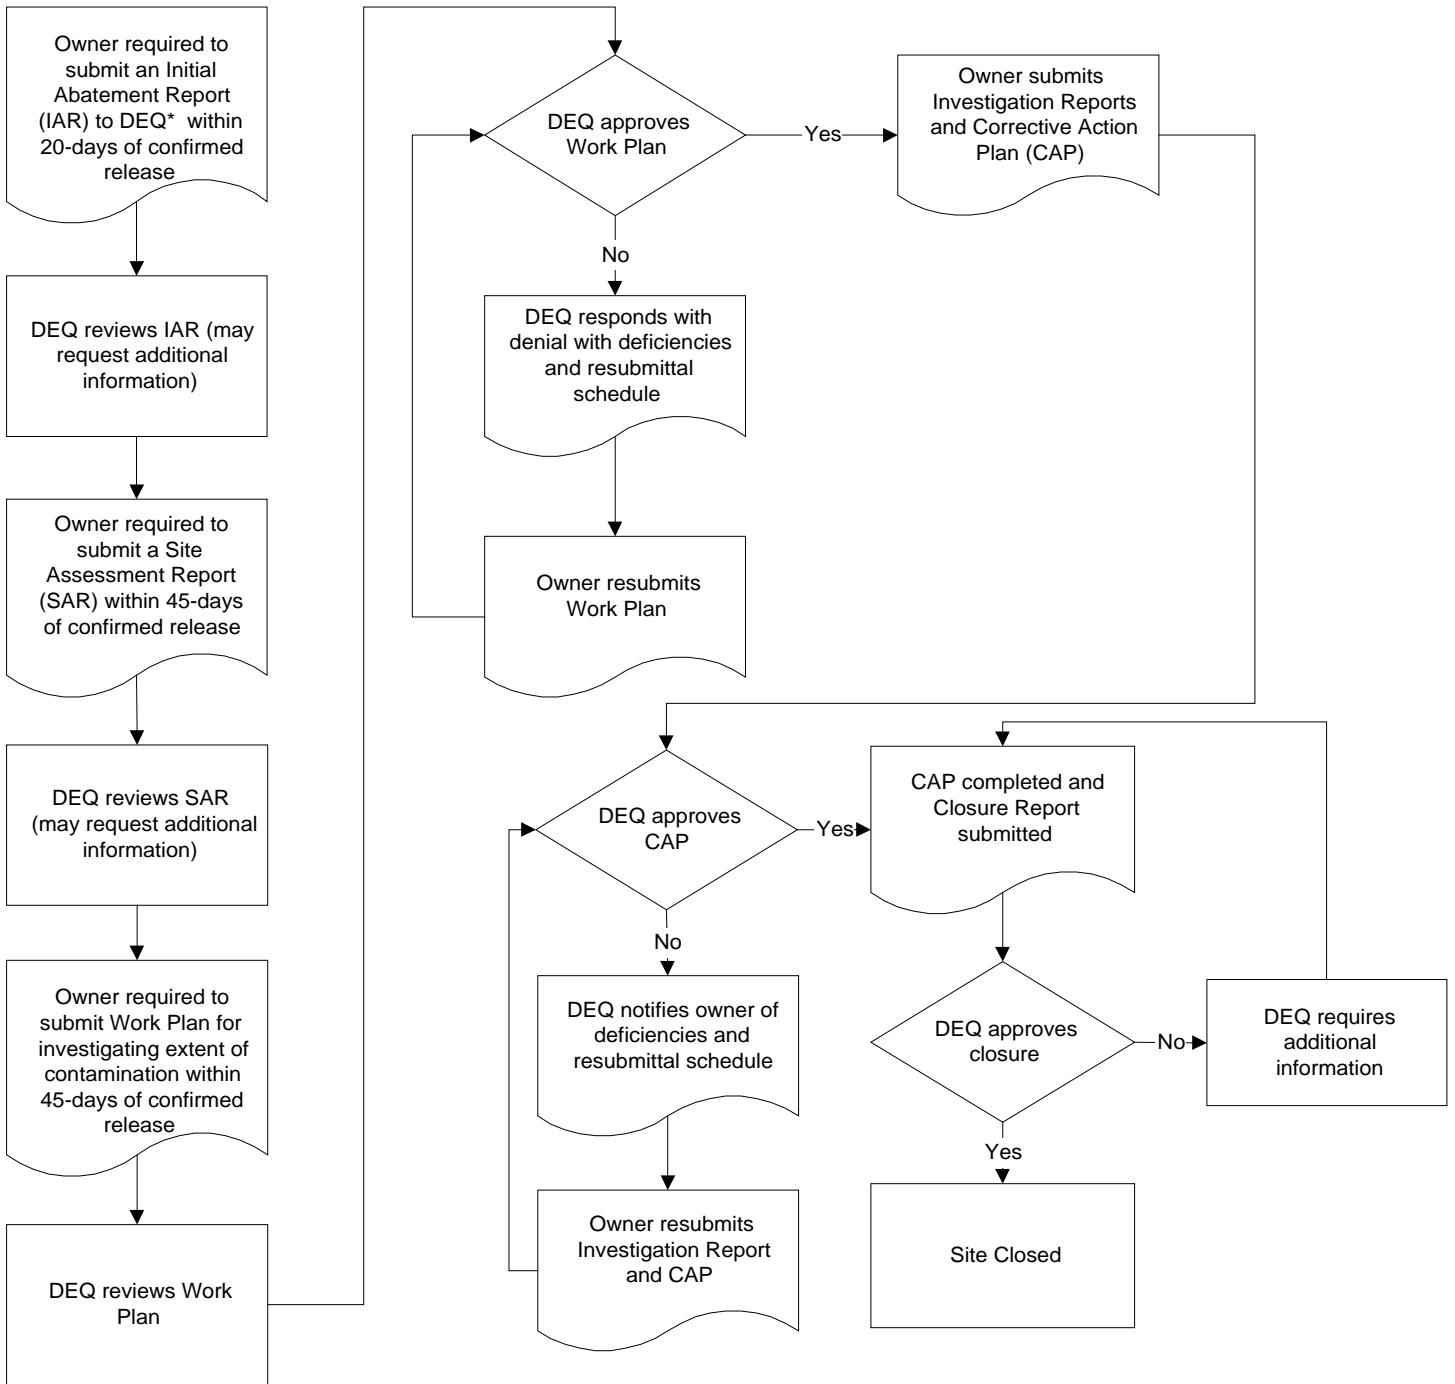 Owner required to
submit an Initial
Abatement Report
(IAR) to DEQ* within
20-days of confirmed
release
DEQ reviews IAR (may
request additional
information)
Owner required to
submit a Site
Assessment Report
(SAR) within 45-days
of confirmed release
DEQ reviews SAR
(may request additional
information)
Owner required to
submit Work Plan for
investigating extent of
contamination within
45-days of confirmed
release
DEQ reviews Work
Plan
DEQ approves
Work Plan
Yes
Owner submits
Investigation Reports
and Corrective Action
Plan (CAP)
No
DEQ responds with
denial with deficiencies
and resubmittal
schedule
Owner resubmits
Work Plan
DEQ approves
CAP
Yes
CAP completed and
Closure Report
submitted
No
DEQ notifies owner of
deficiencies and
resubmittal schedule
Owner resubmits
Investigation Report
and CAP
DEQ approves
closure
No
DEQ requires
additional
information
Yes
Site Closed